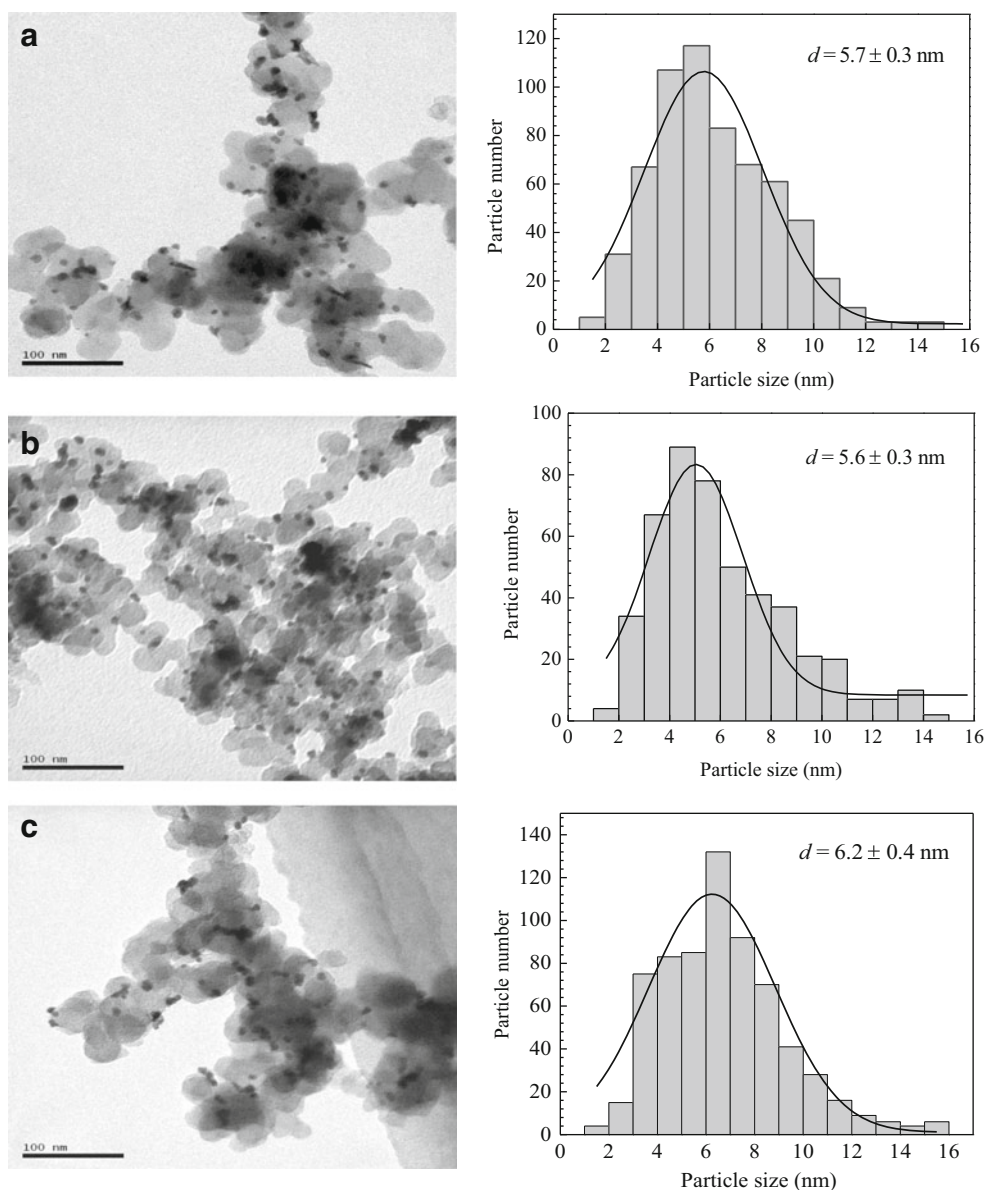 a
100 nm
d = 5.7 ± 0.3 nm
Particle number
120
100
80
60
40
20
0
0 2 4 6 8 10 12 14 16
Particle size (nm)
b
100 nm
d = 5.6 ± 0.3 nm
Particle number
100
80
60
40
20
0
0 2 4 6 8 10 12 14 16
Particle size (nm)
c
100 nm
d = 6.2 ± 0.4 nm
Particle number
140
120
100
80
60
40
20
0
0 2 4 6 8 10 12 14 16
Particle size (nm)